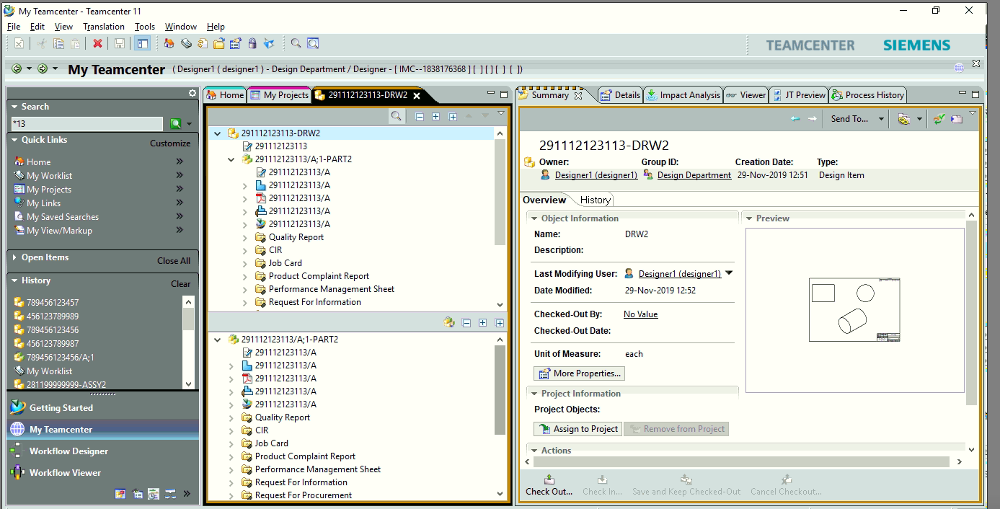 My Teamcenter - Teamcenter 11
File Edit View Translation Tools Window Help
TEAMCENTER SIEMENS
My Teamcenter ( Designer1 ( designer1 ) - Design Department / Designer - [ IMC--1838176368 ] [ ] [ ] [ ] [ ])
Search
*13
Quick Links
Customize
Home
My Worklist
My Projects
My Links
My Saved Searches
My View/Markup
Open Items
Close All
History
Clear
789456123457
456123789989
789456123456
456123789987
789456123456/A;1
My Worklist
281199999999-ASSY2
Getting Started
My Teamcenter
Workflow Designer
Workflow Viewer
Home My Projects 291112123113-DRW2
291112123113-DRW2
291112123113
291112123113/A;1-PART2
291112123113/A
291112123113/A
291112123113/A
291112123113/A
291112123113/A
Quality Report
CIR
Job Card
Product Complaint Report
Performance Management Sheet
Request For Information
291112123113/A;1-PART2
291112123113/A
291112123113/A
291112123113/A
291112123113/A
291112123113/A
Quality Report
CIR
Job Card
Product Complaint Report
Performance Management Sheet
Request For Information
Request For Procurement
Summary Details Impact Analysis Viewer JT Preview Process History
Send To...
291112123113-DRW2
Owner: Group ID: Creation Date: Type:
Designer1 (designer1) Design Department 29-Nov-2019 12:51 Design Item
Overview History
Object Information
Name: DRW2
Description:
Last Modifying User: Designer1 (designer1)
Date Modified: 29-Nov-2019 12:52
Checked-Out By: No Value
Checked-Out Date:
Unit of Measure: each
More Properties...
Project Information
Project Objects:
Assign to Project Remove from Project
Actions
Preview
Check Out... Check In... Save and Keep Checked-Out Cancel Checkout...